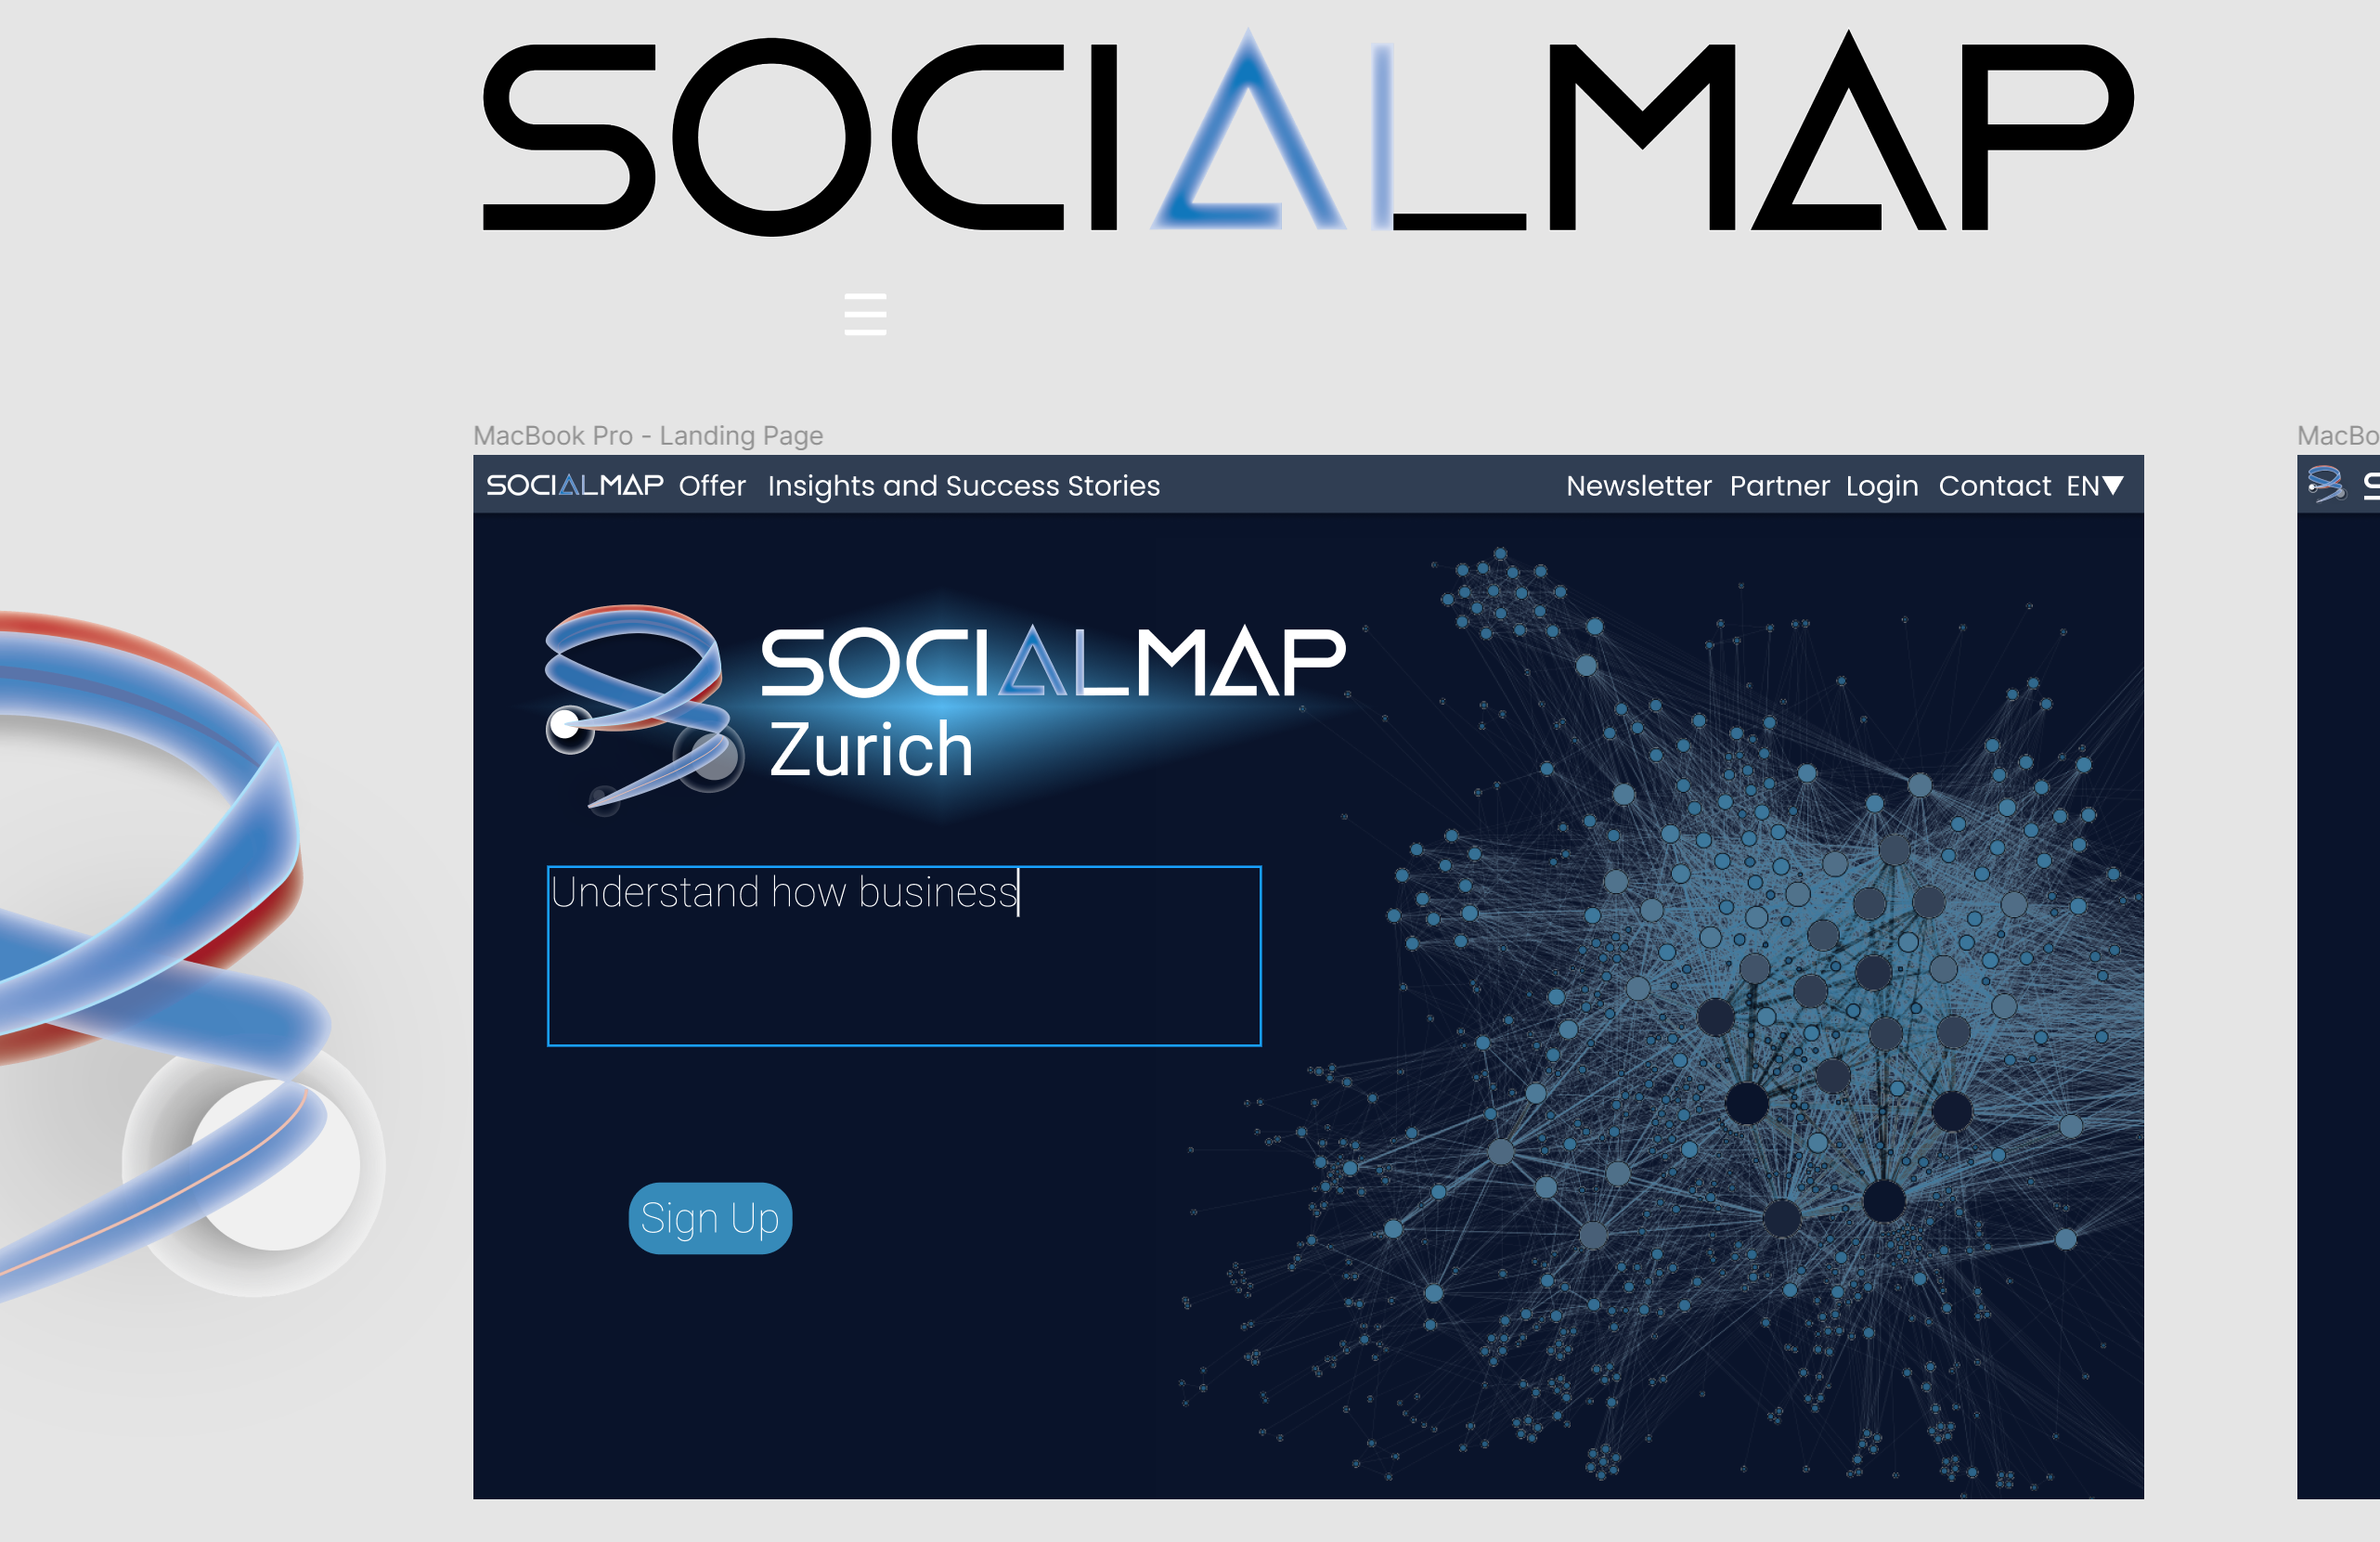 SOCIALMAP
MacBook Pro - Landing Page
MacBo
SOCIALMAP Offer Insights and Success Stories Newsletter Partner Login Contact EN▼
SOCIALMAP
Zurich
Understand how business
Sign Up